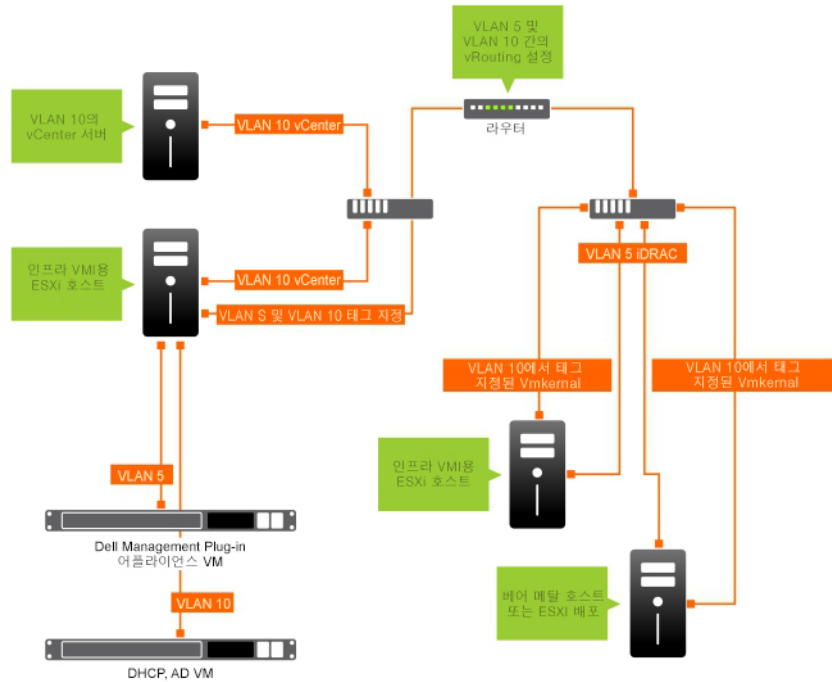 VLAN 5 및
VLAN 10 간의
vRouting 설정
VLAN 10의
vCenter 서버
VLAN 10 vCenter
라우터
인프라 VMI용
ESXi 호스트
VLAN 10 vCenter
VLAN 5 iDRAC
VLAN S 및 VLAN 10 태그 지정
VLAN 10에서 태그
지정된 Vmkernal
VLAN 10에서 태그
지정된 Vmkernal
인프라 VMI용
ESXi 호스트
VLAN 5
Dell Management Plug-in
어플라이언스 VM
베어 메탈 호스트
또는 ESXI 배포
VLAN 10
DHCP, AD VM